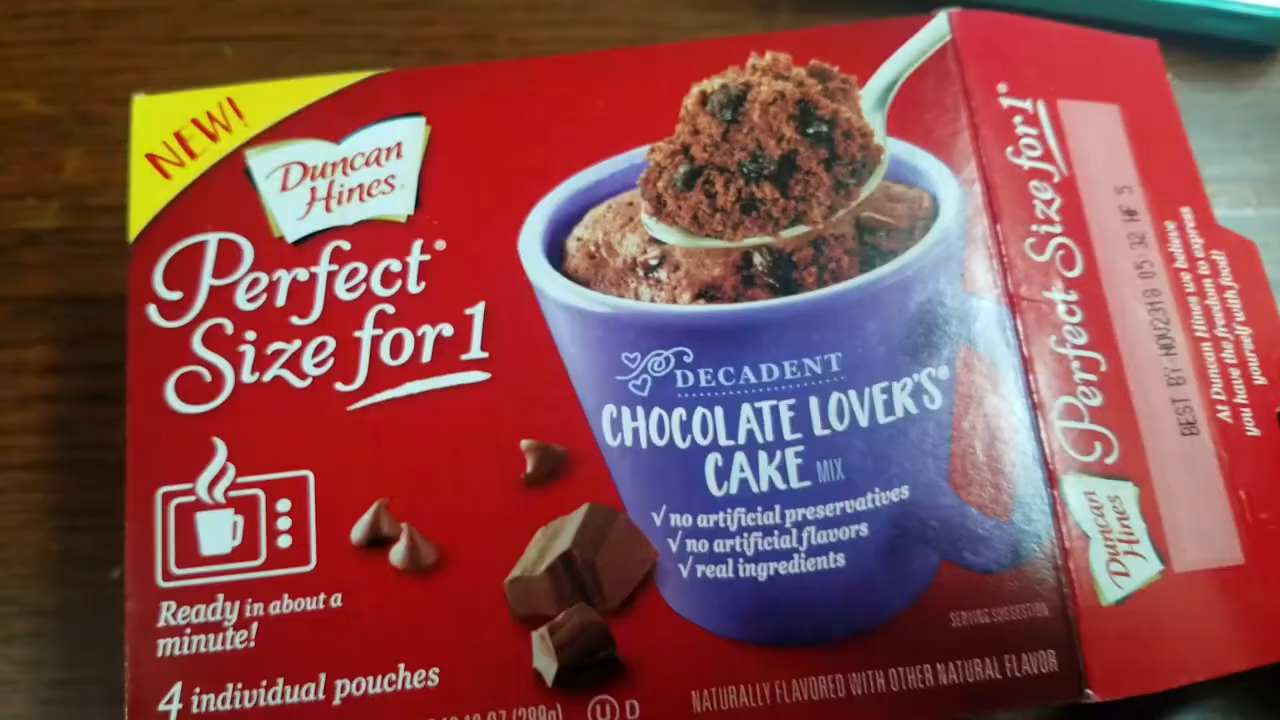 NEW!
Duncan
Hines
Perfect
Size for 1
DECADENT
CHOCOLATE LOVER'S®
CAKE MIX
√ no artificial preservatives
√ no artificial flavors
√ real ingredients
Ready in about a
minute!
4 individual pouches
SERVING SUGGESTION
(299g)
U D
NATURALLY FLAVORED WITH OTHER NATURAL FLAVOR
Duncan
Hines
Perfect Size for 1
BEST BY NOV2318 05:32 HF 5
At Duncan Hines we believe
you have the freedom to express
yourself with food!